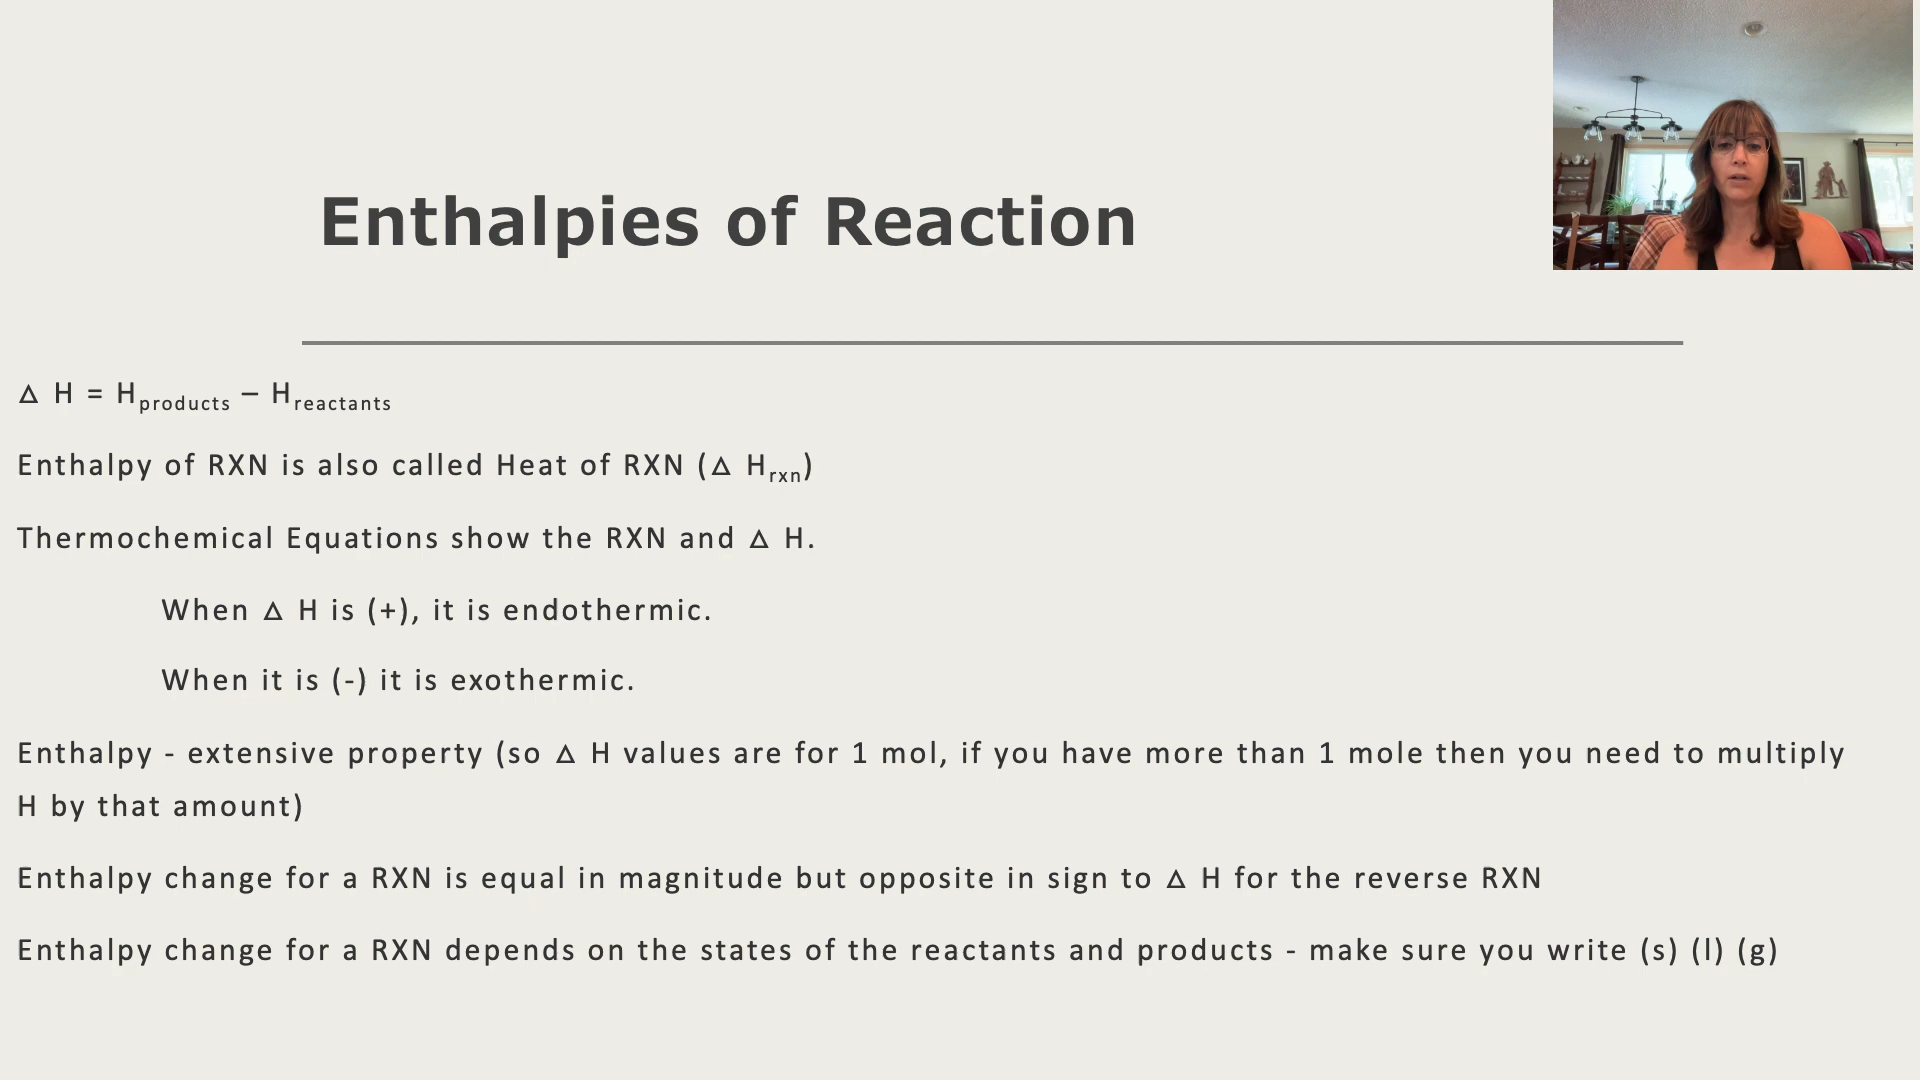 Enthalpies of Reaction
△ H = Hproducts – Hreactants
Enthalpy of RXN is also called Heat of RXN (△ Hrxn)
Thermochemical Equations show the RXN and △ H.
When △ H is (+), it is endothermic.
When it is (-) it is exothermic.
Enthalpy - extensive property (so △ H values are for 1 mol, if you have more than 1 mole then you need to multiply
H by that amount)
Enthalpy change for a RXN is equal in magnitude but opposite in sign to △ H for the reverse RXN
Enthalpy change for a RXN depends on the states of the reactants and products - make sure you write (s) (l) (g)